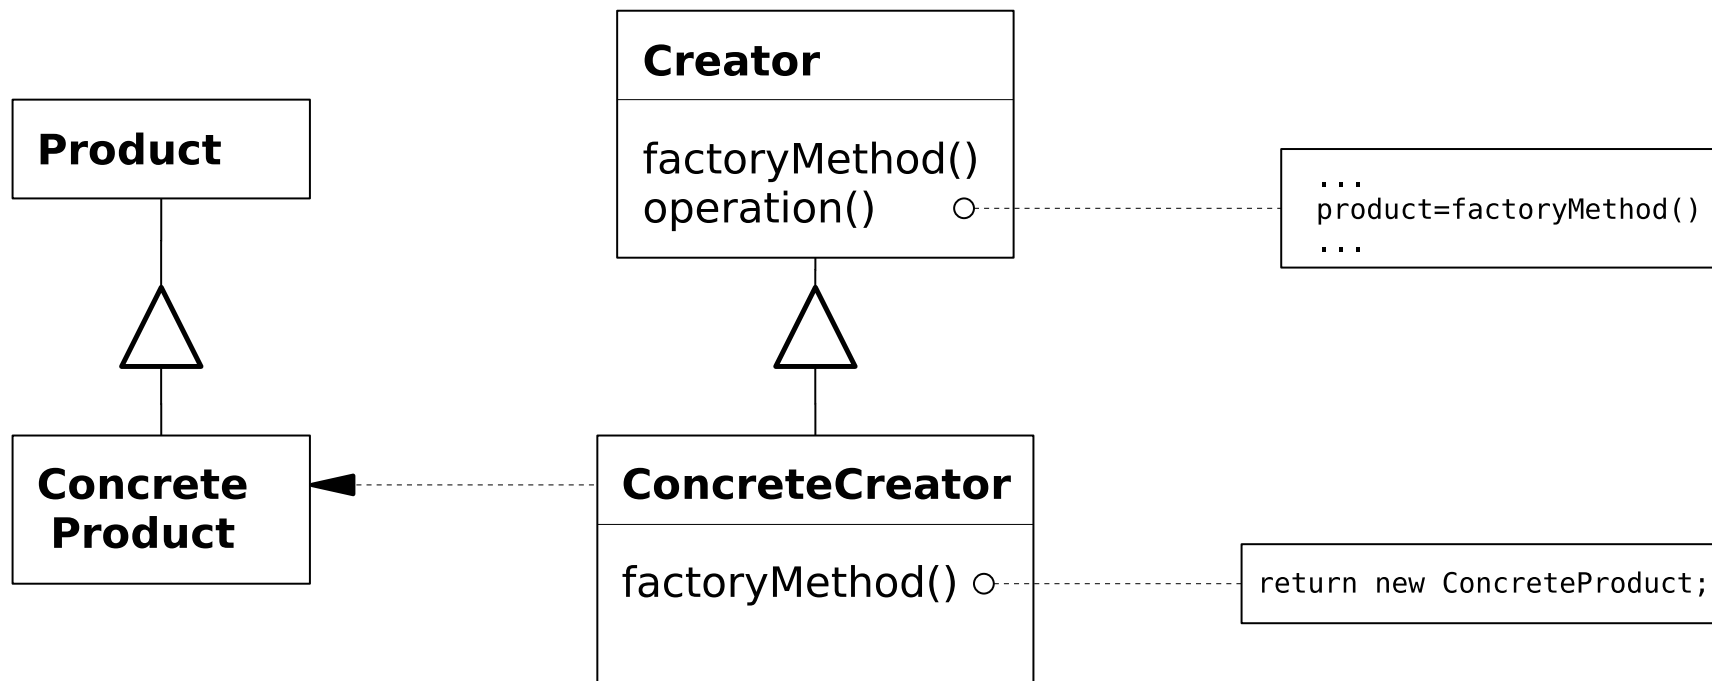 Creator
factoryMethod()
operation()
Product
...
product=factoryMethod()
...
Concrete
Product
ConcreteCreator
factoryMethod()
return new ConcreteProduct;